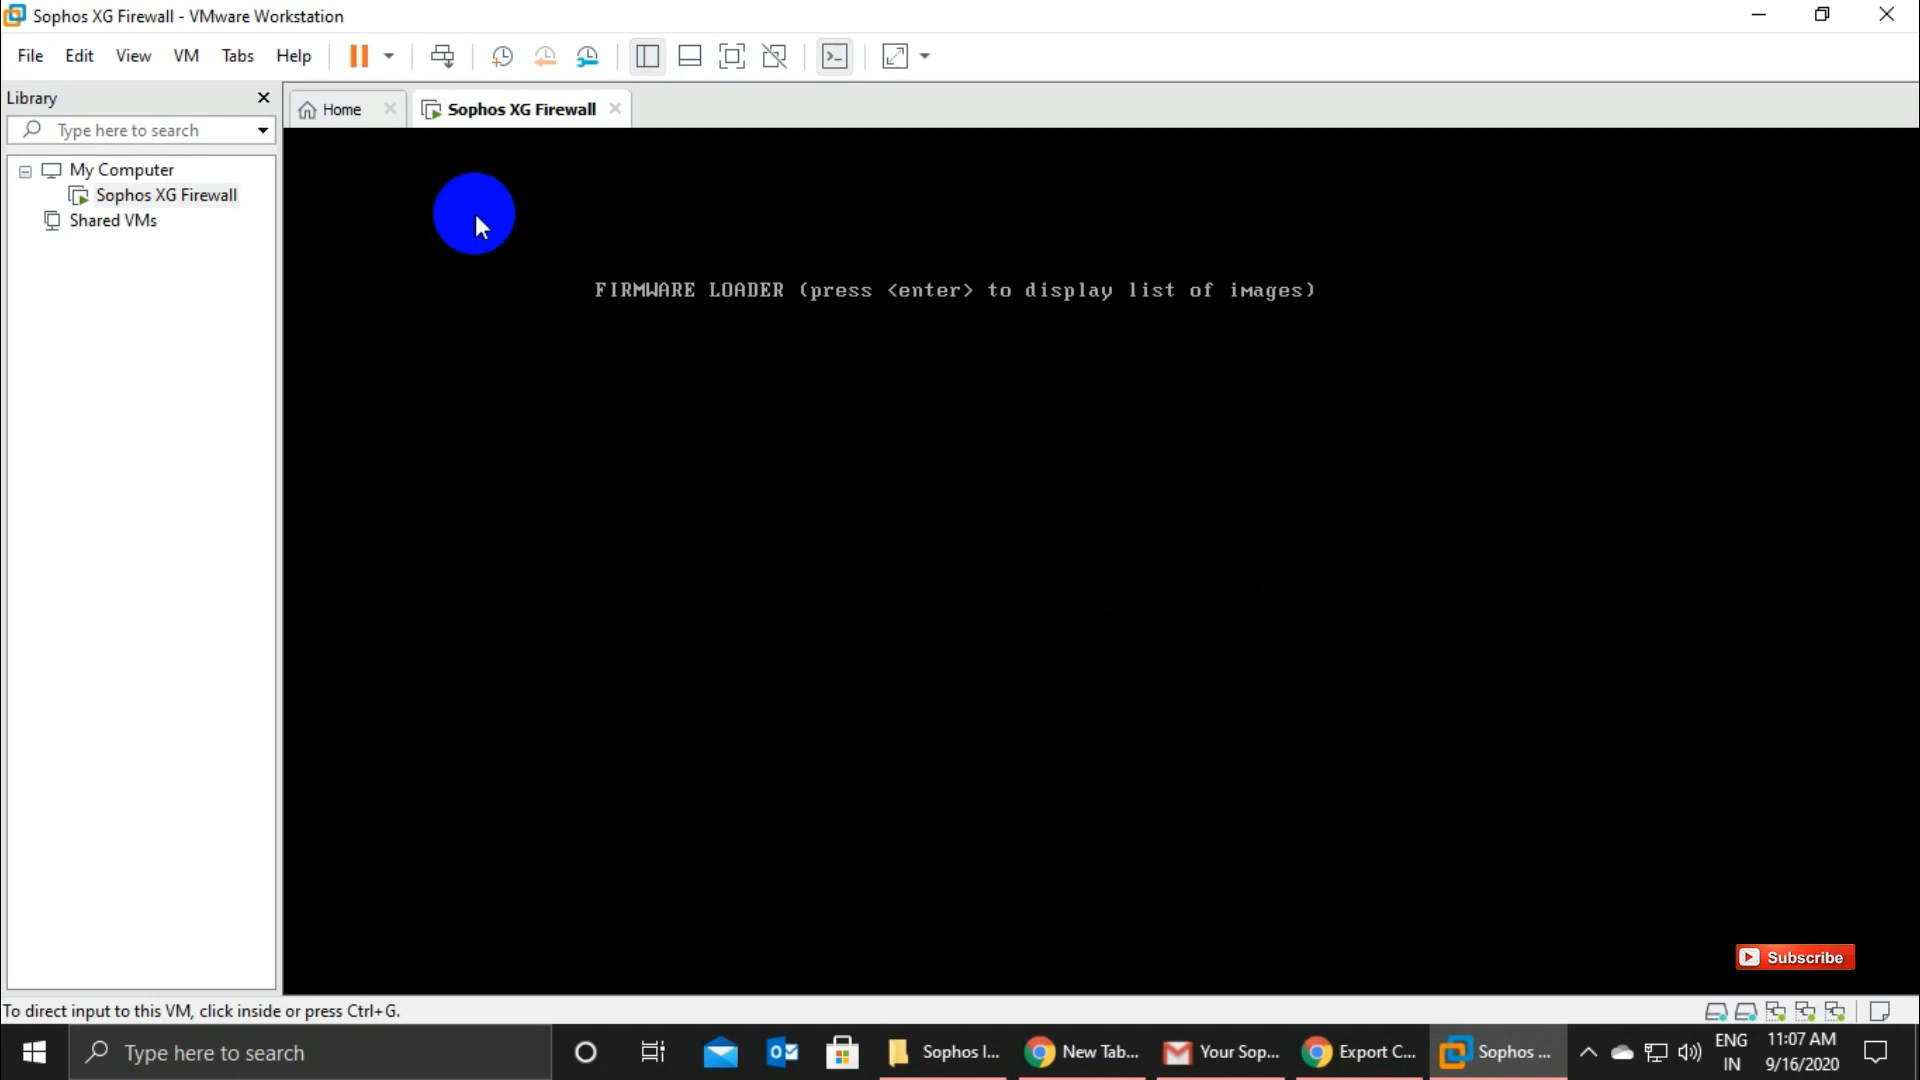 Sophos XG Firewall - VMware Workstation
File Edit View VM Tabs Help
Library
Type here to search
My Computer
Sophos XG Firewall
Shared VMs
Home
Sophos XG Firewall
FIRMWARE LOADER (press <enter> to display list of images)
Subscribe
To direct input to this VM, click inside or press Ctrl+G.
Type here to search
Sophos I...
New Tab...
Your Sop...
Export C...
Sophos ...
ENG
IN
11:07 AM
9/16/2020